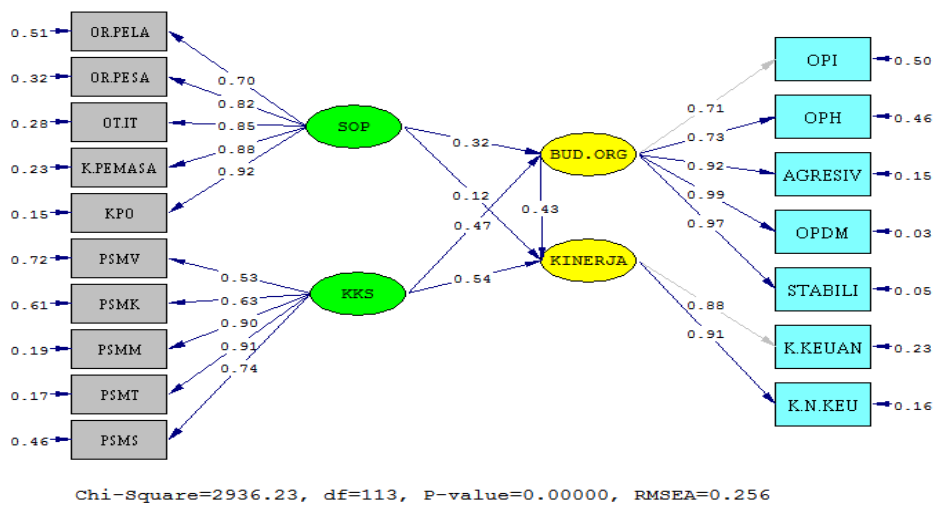 0.51 OR.PELA
0.32 OR.PESA
0.28 OT.IT
0.23 K.PEMASA
0.15 KPO
0.72 PSMV
0.61 PSMK
0.19 PSMM
0.17 PSMT
0.46 PSMS
0.70
0.82
0.85
0.88
0.92
0.53
0.63
0.90
0.91
0.74
SOP
KKS
0.32
0.12
0.47
0.54
BUD.ORG
0.43
KINERJA
0.71
0.73
0.92
0.99
0.97
0.88
0.91
OPI 0.50
OPH 0.46
AGRESIV 0.15
OPDM 0.03
STABILI 0.05
K.KEUAN 0.23
K.N.KEU 0.16
Chi-Square=2936.23, df=113, P-value=0.00000, RMSEA=0.256